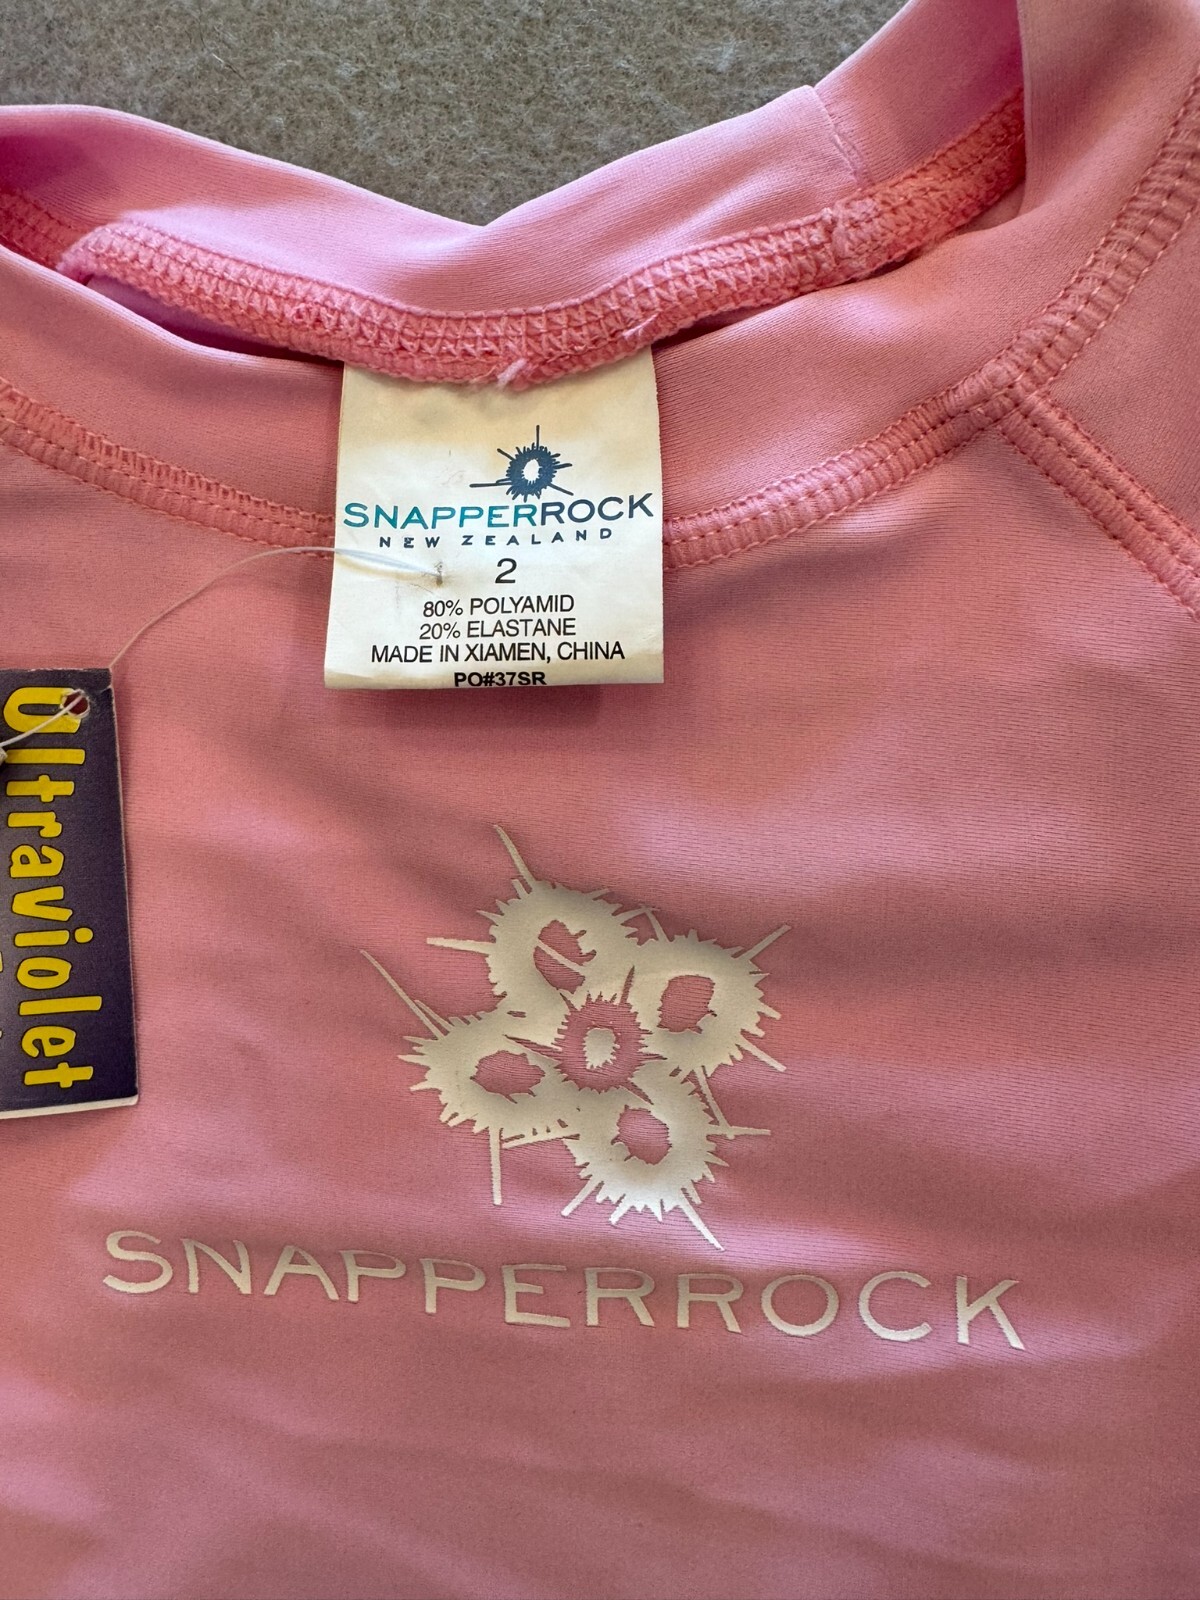 SNAPPERROCK
NEW ZEALAND
2
80% POLYAMID
20% ELASTANE
MADE IN XIAMEN, CHINA
PO#37SR
Ultraviolet
SNAPPERROCK